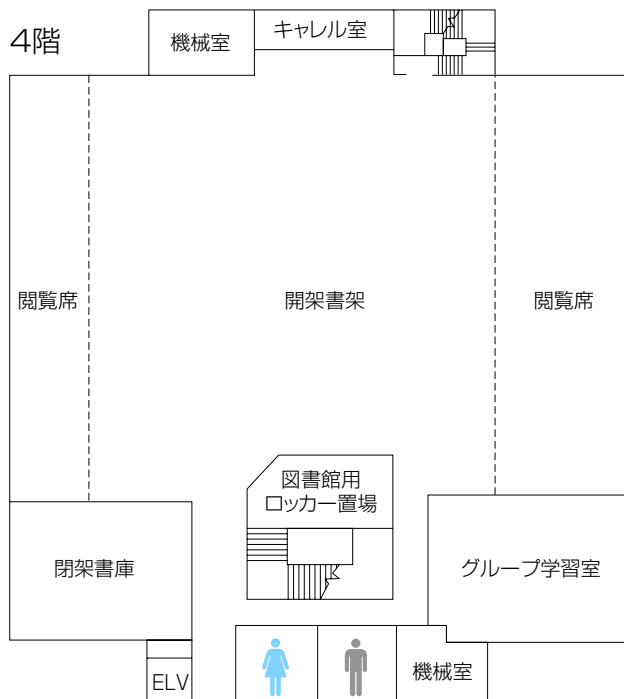 4階
機械室
キャレル室
閲覧席
開架書架
閲覧席
図書館用
ロッカー置場
閉架書庫
グループ学習室
機械室
ELV